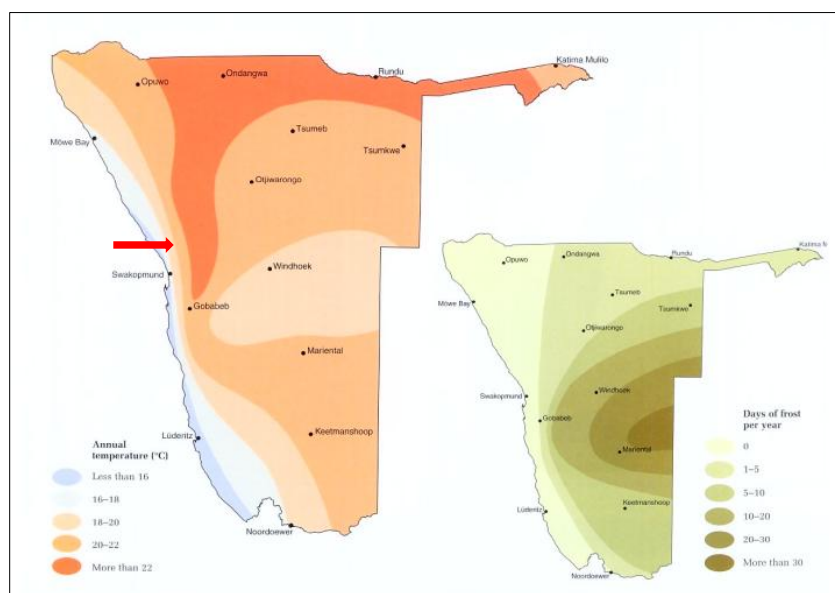 Katima Mulilo
Ondangwa
Rundu
Opuwo
Tsumeb
Möwe Bay
Tsumkwe
Otjiwarongo
Windhoek
Swakopmund
Gobabeb
Mariental
Lüderitz
Keetmanshoop
Noordoewer
Annual
temperature (°C)
Less than 16
16–18
18–20
20–22
More than 22
Katima M
Ondangwa
Rundu
Opuwo
Tsumeb
Möwe Bay
Tsumkwe
Otjiwarongo
Windhoek
Swakopmund
Gobabeb
Mariental
Keetmanshoop
Lüderitz
Noordoewer
Days of frost
per year
0
1–5
5–10
10–20
20–30
More than 30